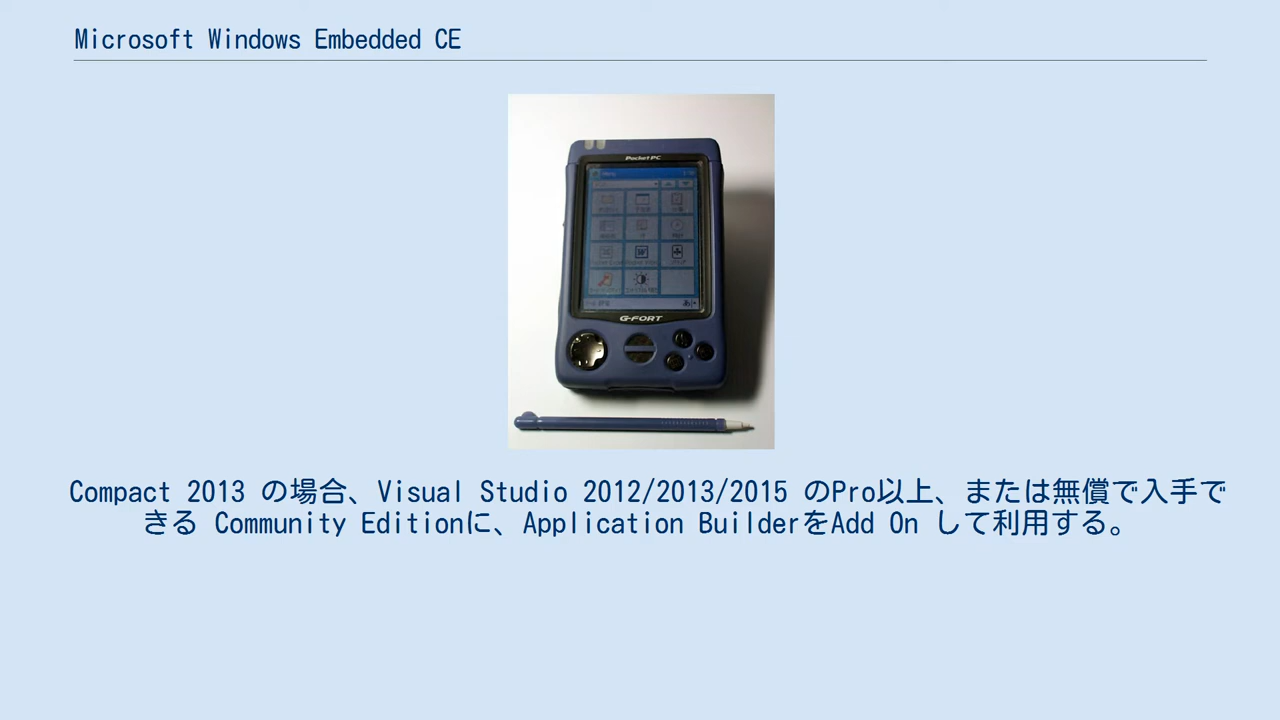 Microsoft Windows Embedded CE
Pocket PC
G-FORT
Compact 2013 の場合、Visual Studio 2012/2013/2015 のPro以上、または無償で入手で
きる Community Editionに、Application BuilderをAdd On して利用する。